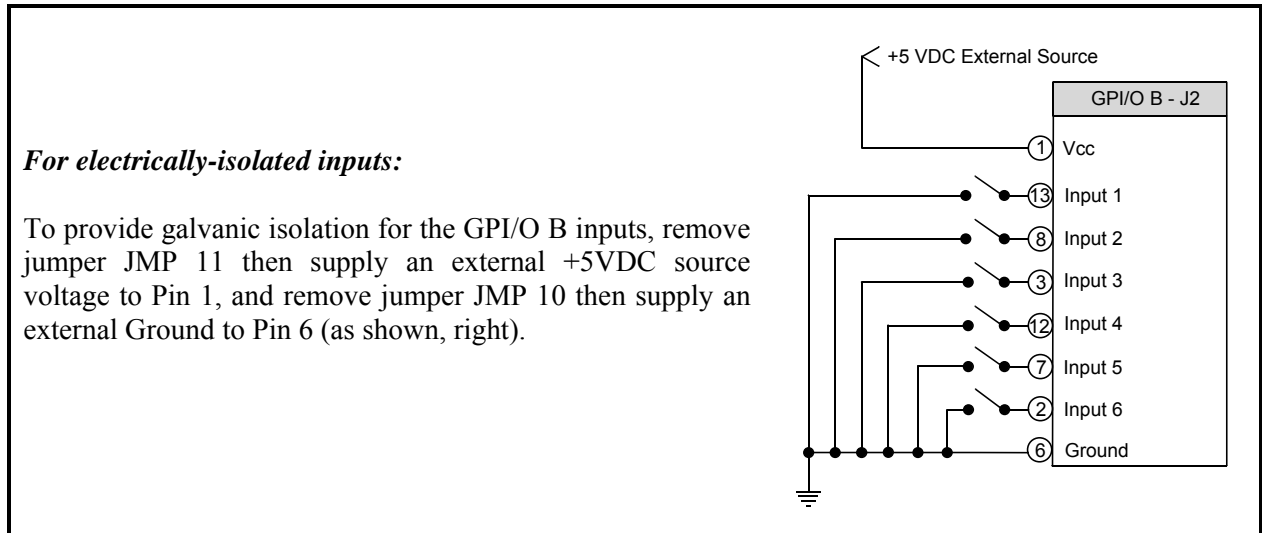 For electrically-isolated inputs:
To provide galvanic isolation for the GPI/O B inputs, remove
jumper JMP 11 then supply an external +5VDC source
voltage to Pin 1, and remove jumper JMP 10 then supply an
external Ground to Pin 6 (as shown, right).
+5 VDC External Source
GPI/O B - J2
1 Vcc
13 Input 1
8 Input 2
3 Input 3
12 Input 4
7 Input 5
2 Input 6
6 Ground